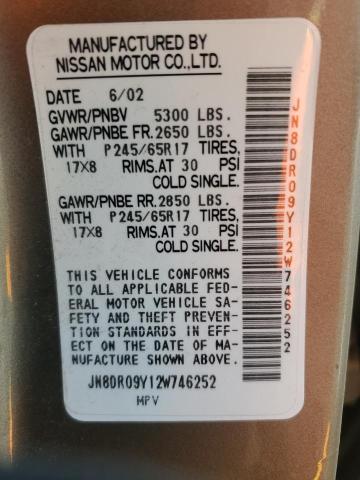 MANUFACTURED BY
NISSAN MOTOR CO., LTD.
DATE 6/02
GVWR/PNBV 5300 LBS.
GAWR/PNBE FR. 2650 LBS.
WITH P245/65R17 TIRES,
17X8 RIMS, AT 30 PSI
COLD SINGLE.
GAWR/PNBE RR. 2850 LBS.
WITH P245/65R17 TIRES,
17X8 RIMS, AT 30 PSI
COLD SINGLE.
THIS VEHICLE CONFORMS
TO ALL APPLICABLE FED-
ERAL MOTOR VEHICLE SA-
FETY AND THEFT PREVEN-
TION STANDARDS IN EFF-
ECT ON THE DATE OF MA-
NUFACTURE SHOWN ABOVE.
JN8DR09Y12W746252
MPV
JN8DR09Y12W746252